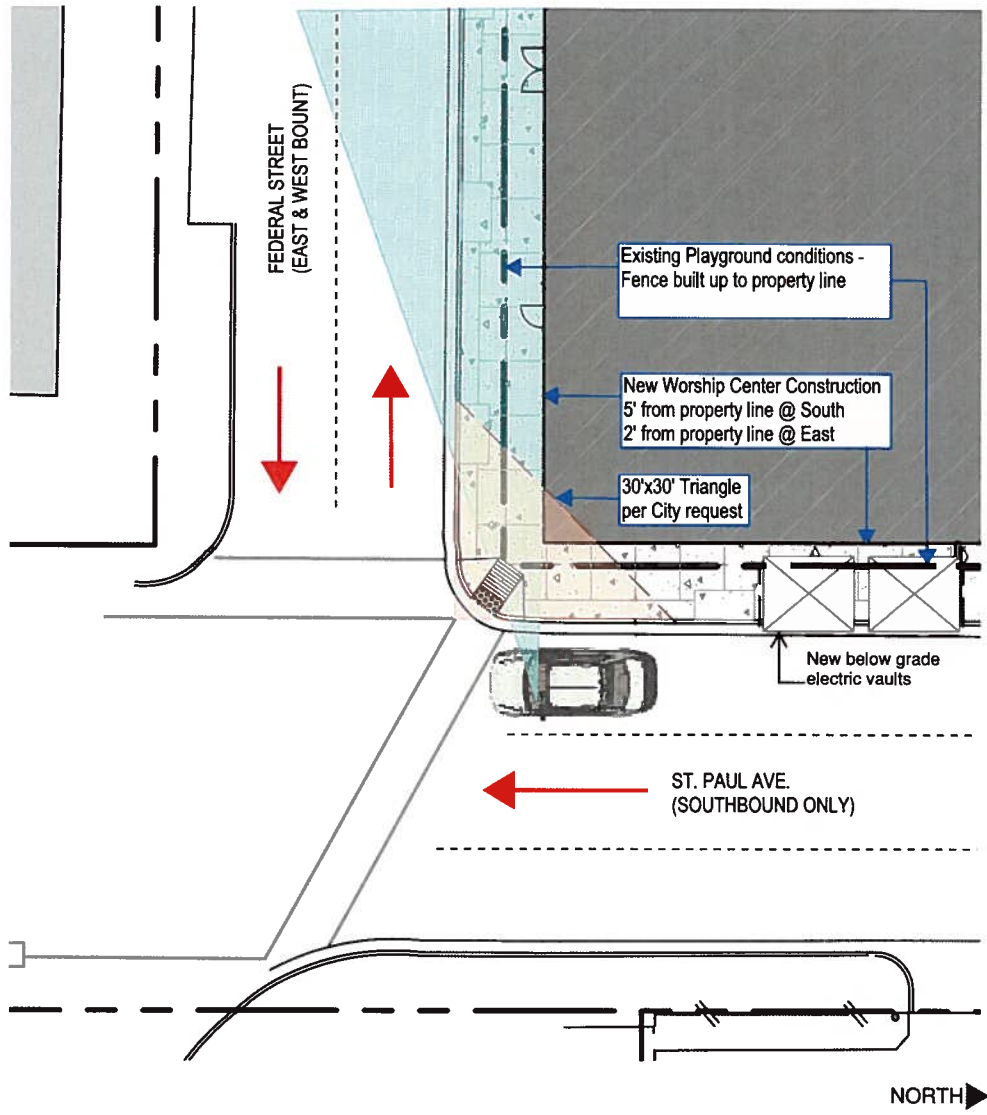 FEDERAL STREET
(EAST & WEST BOUNT)
Existing Playground conditions -
Fence built up to property line
New Worship Center Construction
5' from property line @ South
2' from property line @ East
30'x30' Triangle
per City request
New below grade
electric vaults
ST. PAUL AVE.
(SOUTHBOUND ONLY)
NORTH